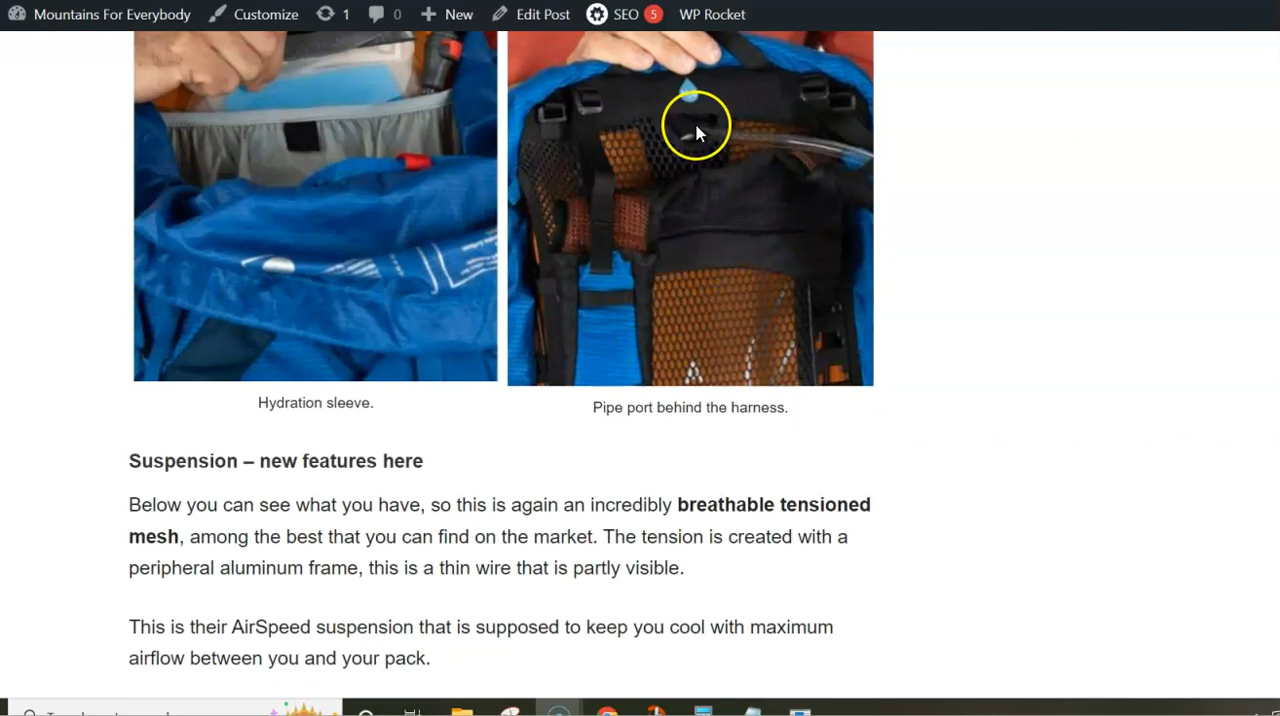 Mountains For Everybody Customize 1 0 New Edit Post SEO 5 WP Rocket
Hydration sleeve.
Pipe port behind the harness.
Suspension – new features here
Below you can see what you have, so this is again an incredibly breathable tensioned
mesh, among the best that you can find on the market. The tension is created with a
peripheral aluminum frame, this is a thin wire that is partly visible.
This is their AirSpeed suspension that is supposed to keep you cool with maximum
airflow between you and your pack.